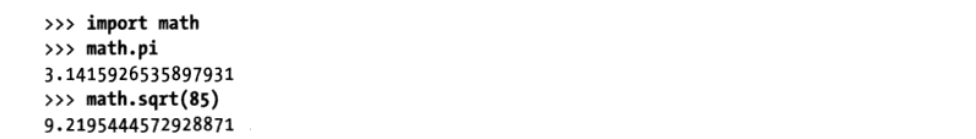 >>> import math
>>> math.pi
3.1415926535897931
>>> math.sqrt(85)
9.2195444572928871